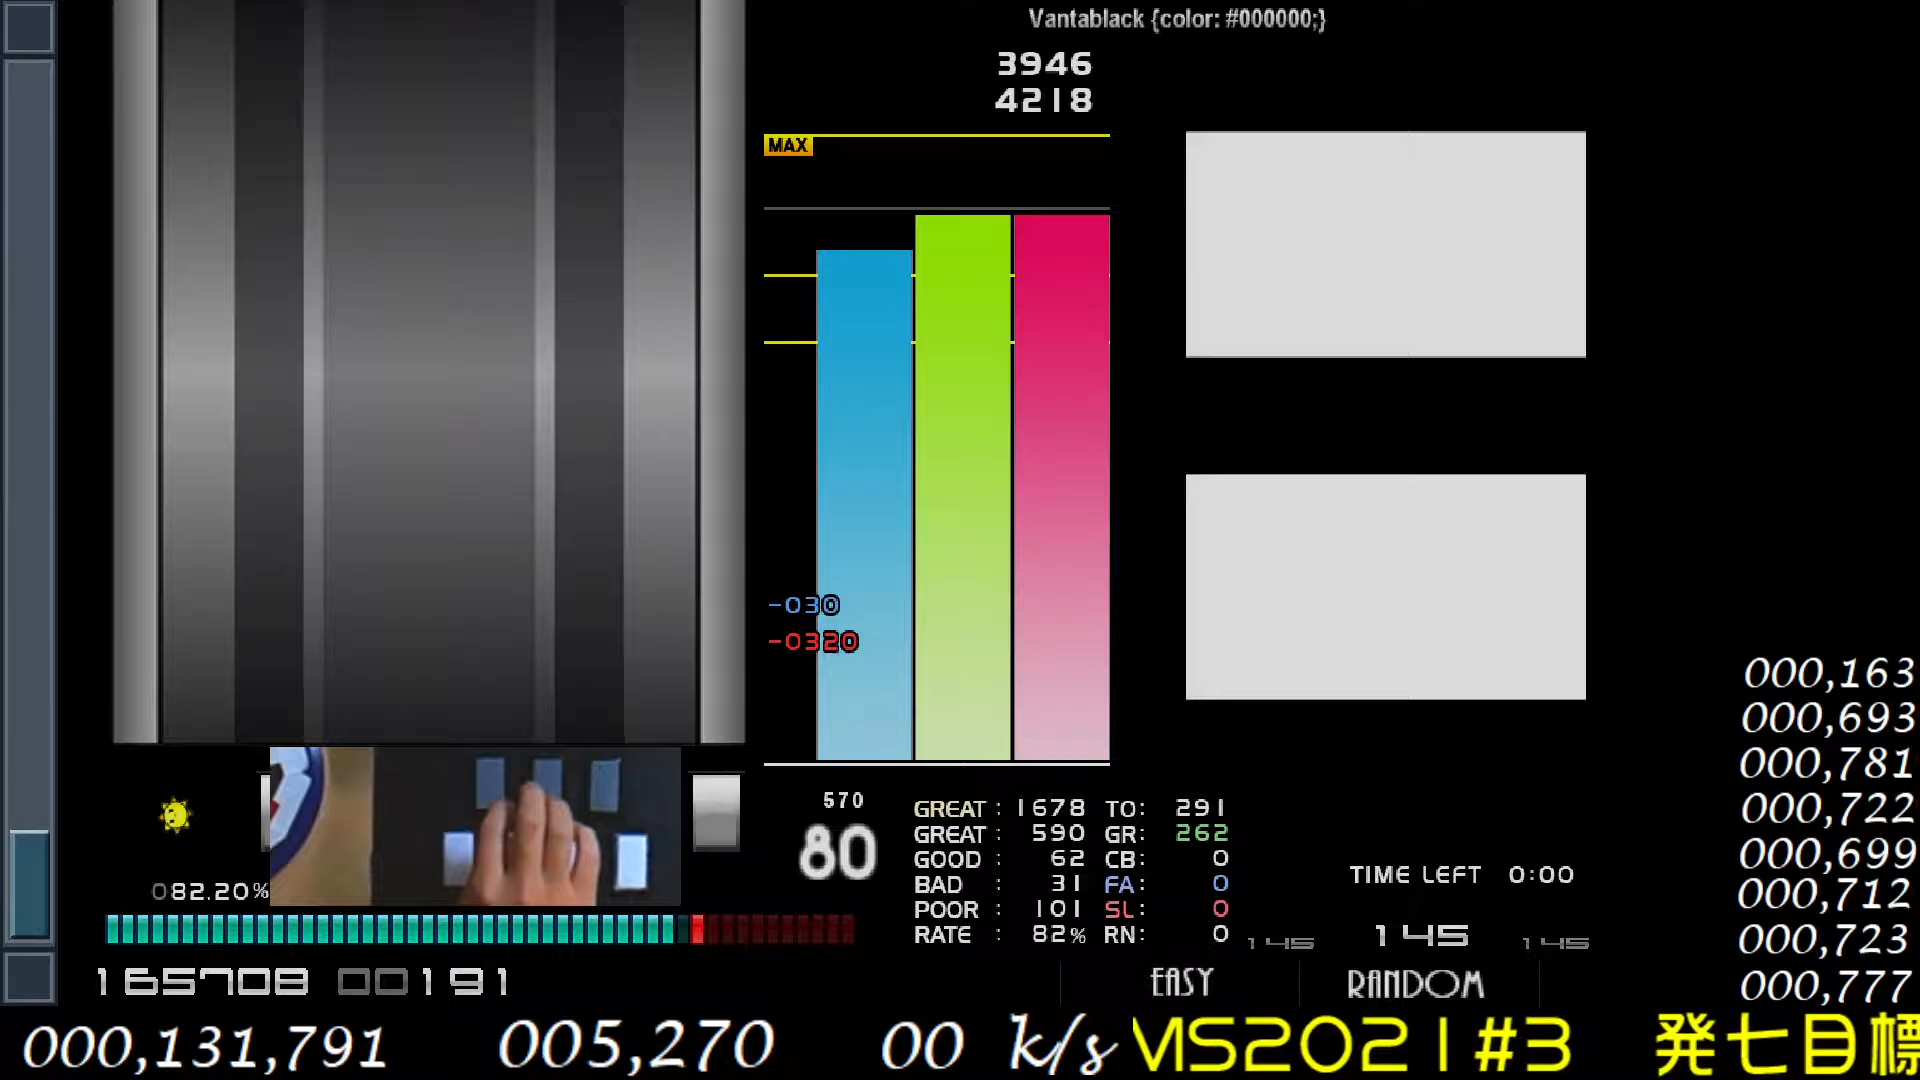 Vantablack {color: #000000;}
3946
4218
MAX
-030
-0320
570
80
GREAT : 1678 TO: 291
GREAT : 590 GR: 262
GOOD : 62 CB: 0
BAD : 31 FA: 0
POOR : 101 SL: 0
RATE : 82% RN: 0
TIME LEFT 0:00
145 145 145
082.20%
165708 00191
EASY RANDOM
000,163
000,693
000,781
000,722
000,699
000,712
000,723
000,777
000,131,791 005,270 00 k/s MS2021#3 発七目標